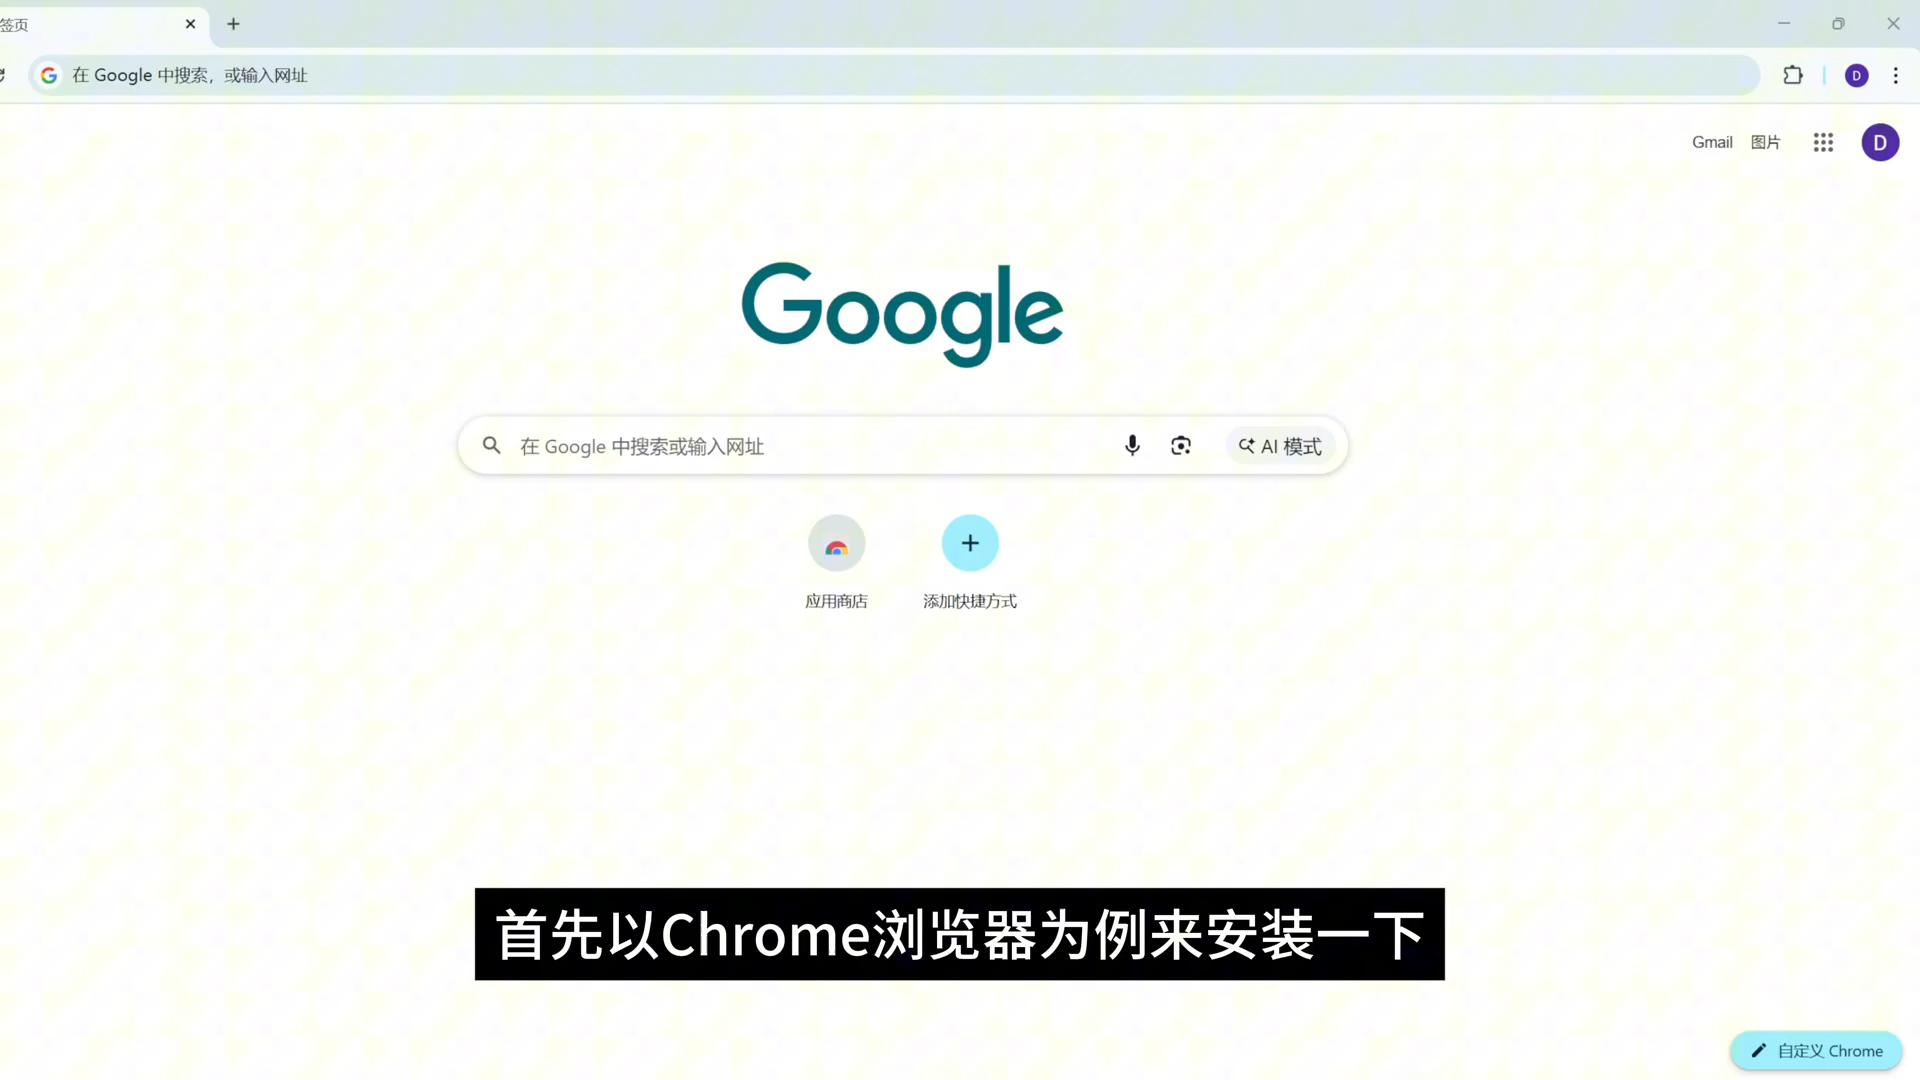 签页
在 Google 中搜索，或输入网址
D
Gmail 图片 D
Google
在 Google 中搜索或输入网址 AI 模式
应用商店 添加快捷方式
首先以Chrome浏览器为例来安装一下
自定义 Chrome